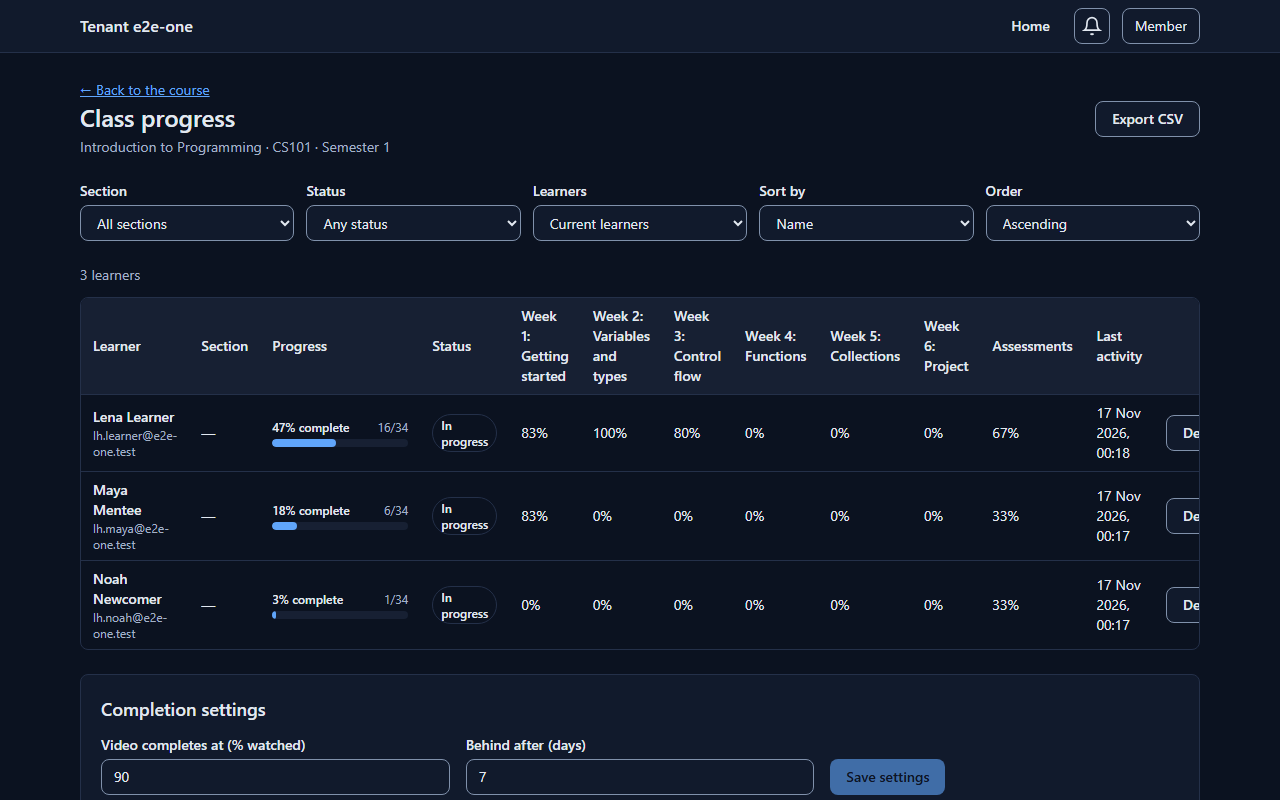 Tenant e2e-one
Home
Member
← Back to the course
Class progress
Export CSV
Introduction to Programming · CS101 · Semester 1
Section
Status
Learners
Sort by
Order
All sections
Any status
Current learners
Name
Ascending
3 learners
Learner
Section
Progress
Status
Week 1: Getting started
Week 2: Variables and types
Week 3: Control flow
Week 4: Functions
Week 5: Collections
Week 6: Project
Assessments
Last activity
Lena Learner
lh.learner@e2e-one.test
—
47% complete
16/34
In progress
83%
100%
80%
0%
0%
0%
67%
17 Nov 2026, 00:18
De
Maya Mentee
lh.maya@e2e-one.test
—
18% complete
6/34
In progress
83%
0%
0%
0%
0%
0%
33%
17 Nov 2026, 00:17
De
Noah Newcomer
lh.noah@e2e-one.test
—
3% complete
1/34
In progress
0%
0%
0%
0%
0%
0%
33%
17 Nov 2026, 00:17
De
Completion settings
Video completes at (% watched)
Behind after (days)
90
7
Save settings